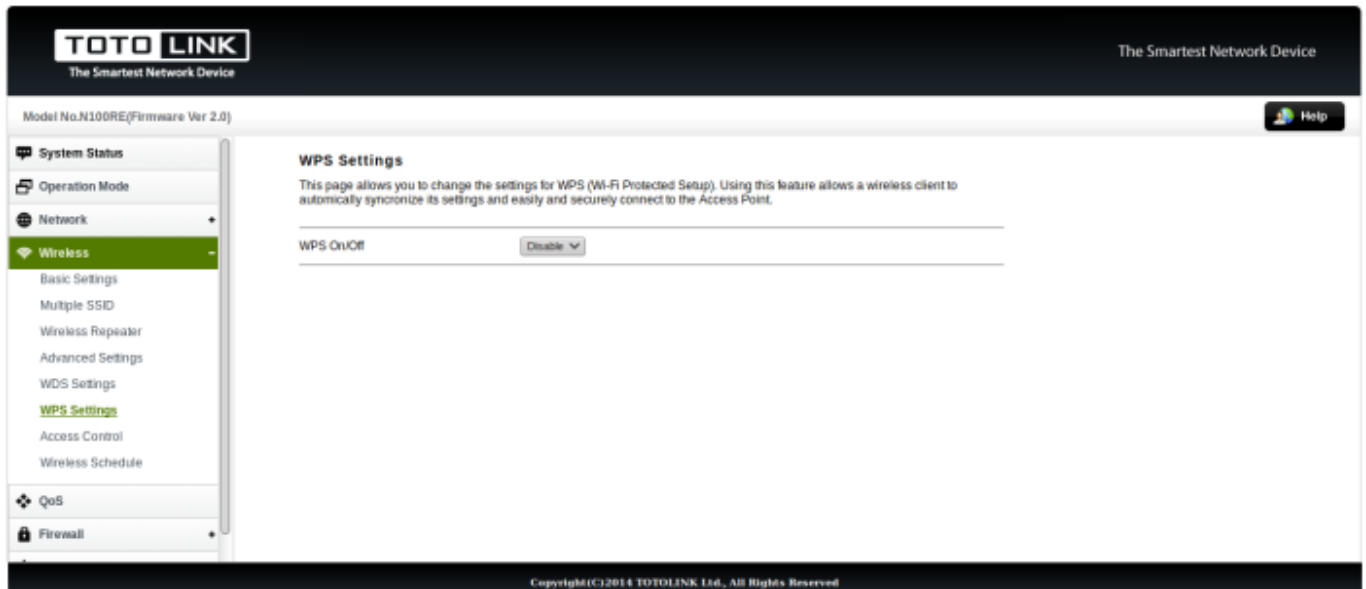 TOTO LINK
The Smartest Network Device
The Smartest Network Device
Model No.N100RE(Firmware Ver 2.0)
Help
System Status
Operation Mode
Network +
Wireless -
Basic Settings
Multiple SSID
Wireless Repeater
Advanced Settings
WDS Settings
WPS Settings
Access Control
Wireless Schedule
QoS
Firewall +
WPS Settings
This page allows you to change the settings for WPS (Wi-Fi Protected Setup). Using this feature allows a wireless client to
automically syncronize its settings and easily and securely connect to the Access Point.
WPS On/Off Disable
Copyright(C)2014 TOTOLINK Ltd., All Rights Reserved